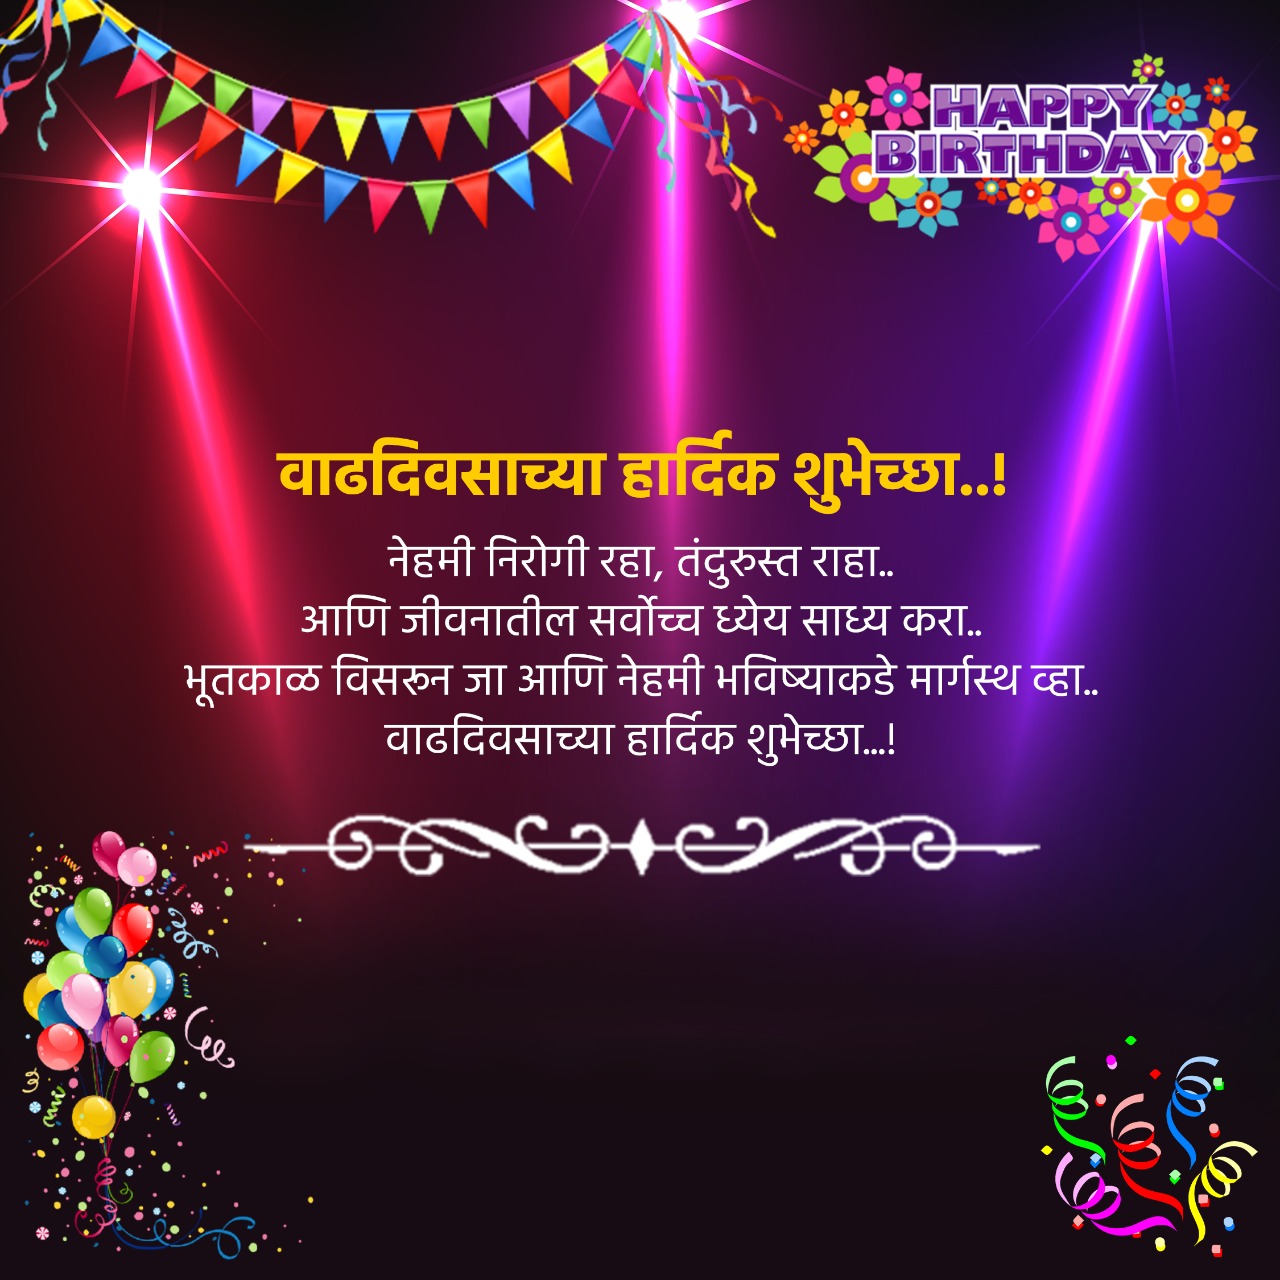 HAPPY
BIRTHDAY!
वाढदिवसाच्या हार्दिक शुभेच्छा..!
नेहमी निरोगी रहा, तंदुरुस्त राहा..
आणि जीवनातील सर्वोच्च ध्येय साध्य करा..
भूतकाळ विसरून जा आणि नेहमी भविष्याकडे मार्गस्थ व्हा..
वाढदिवसाच्या हार्दिक शुभेच्छा...!